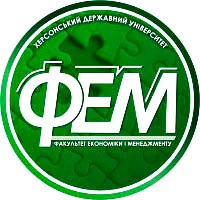 ХЕРСОНСЬКИЙ ДЕРЖАВНИЙ УНІВЕРСИТЕТ
ФЕМ
ФАКУЛЬТЕТ ЕКОНОМІКИ І МЕНЕДЖМЕНТУ